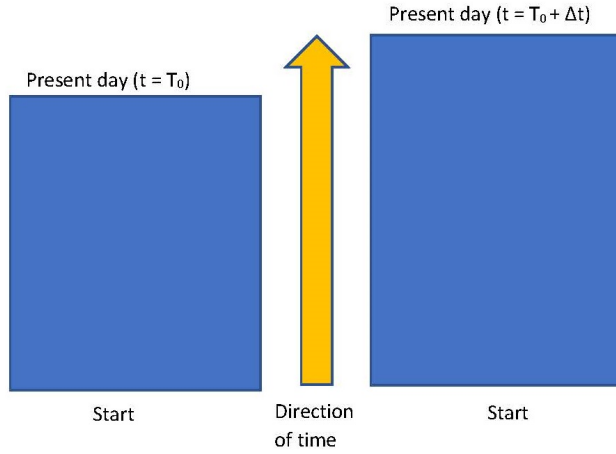 Present day (t = T₀ + Δt)
Present day (t = T₀)
Start
Direction
of time
Start